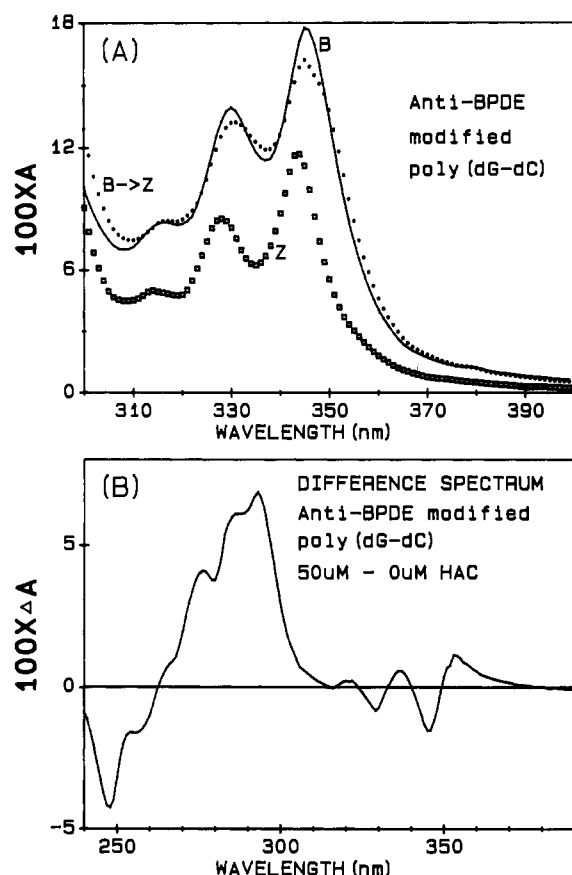 (A)
18
12
6
0
100XA
B
B->Z
Z
Anti-BPDE
modified
poly (dG-dC)
310
330
350
370
390
WAVELENGTH (nm)
(B)
DIFFERENCE SPECTRUM
Anti-BPDE modified
poly (dG-dC)
50uM - 0uM HAC
5
0
-5
100XΔA
250
300
350
WAVELENGTH (nm)